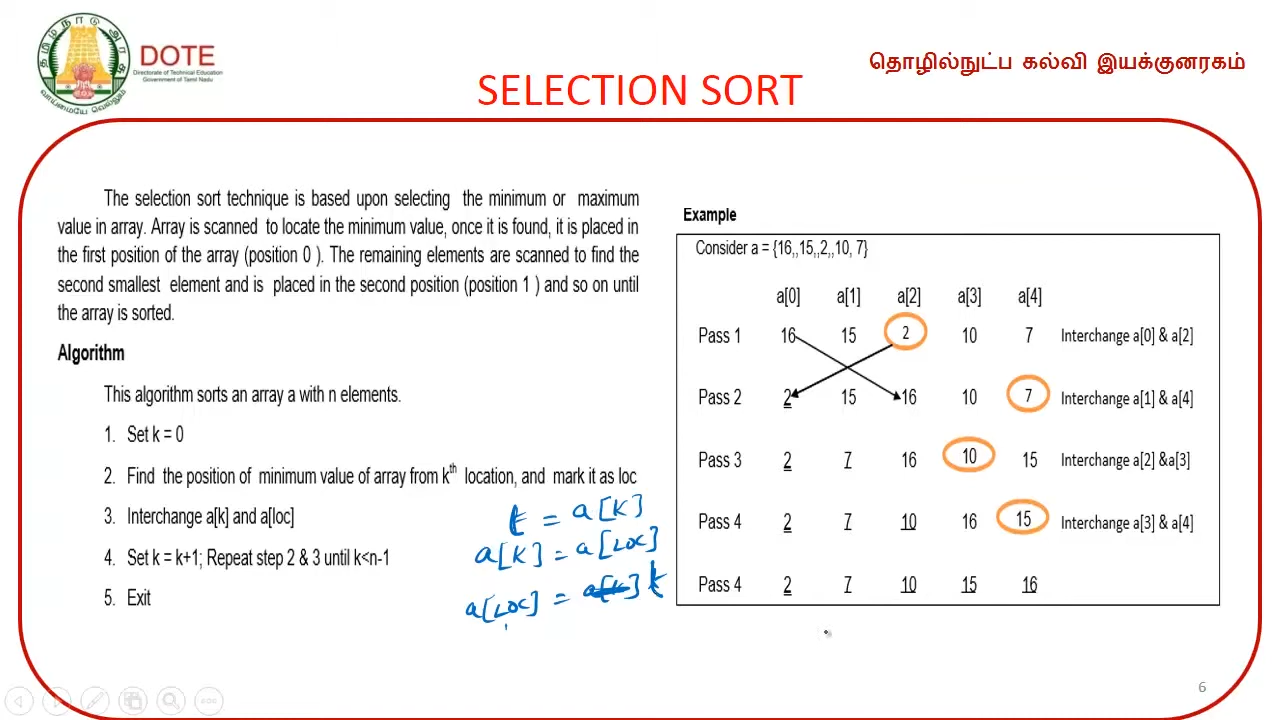 தமிழ்நாடு அரசு
வாய்மையே வெல்லும்
DOTE
Directorate of Technical Education
Government of Tamil Nadu
தொழில்நுட்ப கல்வி இயக்குனரகம்
SELECTION SORT
The selection sort technique is based upon selecting the minimum or maximum
value in array. Array is scanned to locate the minimum value, once it is found, it is placed in
the first position of the array (position 0 ). The remaining elements are scanned to find the
second smallest element and is placed in the second position (position 1 ) and so on until
the array is sorted.
Algorithm
This algorithm sorts an array a with n elements.
1. Set k = 0
2. Find the position of minimum value of array from kth location, and mark it as loc
3. Interchange a[k] and a[loc]
4. Set k = k+1; Repeat step 2 & 3 until k<n-1
5. Exit
t = a[K]
a[K] = a[LOC]
a[LOC] = a[K] t
Example
Consider a = {16,,15,,2,,10, 7}
a[0] a[1] a[2] a[3] a[4]
Pass 1 16 15 2 10 7 Interchange a[0] & a[2]
Pass 2 2 15 16 10 7 Interchange a[1] & a[4]
Pass 3 2 7 16 10 15 Interchange a[2] &a[3]
Pass 4 2 7 10 16 15 Interchange a[3] & a[4]
Pass 4 2 7 10 15 16
6